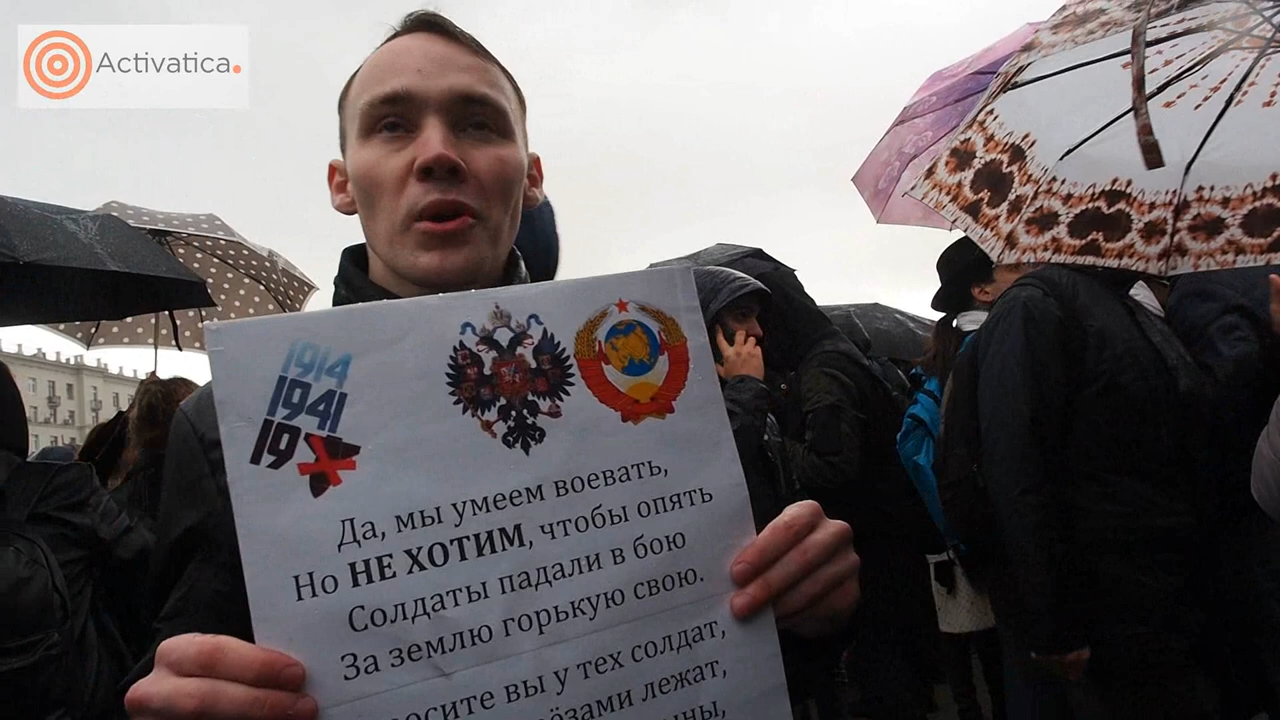 Activatica.
1914
1941
19
Да, мы умеем воевать,
Но НЕ ХОТИМ, чтобы опять
Солдаты падали в бою
За землю горькую свою.
вы у тех солдат,
лежат,